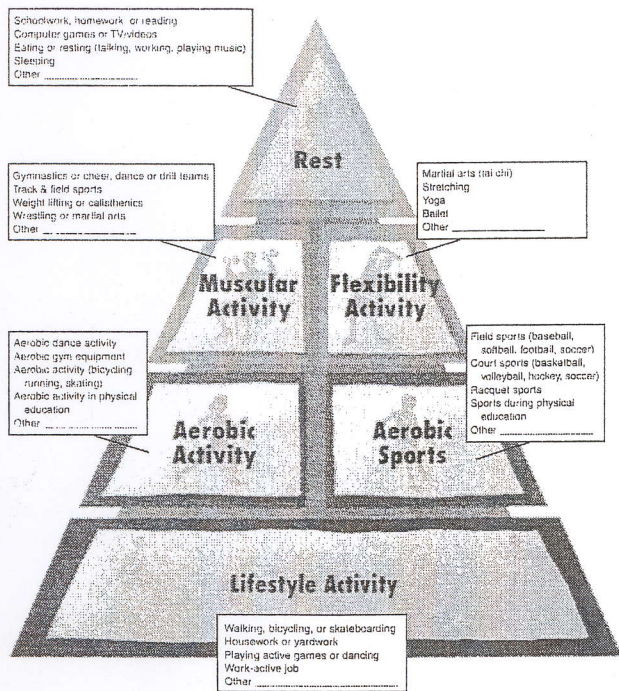 Schoolwork, homework or reading
Computer games or TV/videos
Eating or resting (talking, working, playing music)
Sleeping
Other
Rest
Gymnastics or cheer, dance or drill teams
Track & field sports
Weight lifting or calisthenics
Wrestling or martial arts
Other
Martial arts (tai chi)
Stretching
Yoga
Ballet
Other
Muscular
Activity
Flexibility
Activity
Aerobic dance activity
Aerobic gym equipment
Aerobic activity (bicycling
running, skating)
Aerobic activity in physical
education
Other
Field sports (baseball,
softball, football, soccer)
Court sports (basketball,
volleyball, hockey, soccer)
Racquet sports
Sports during physical
education
Other
Aerobic
Activity
Aerobic
Sports
Lifestyle Activity
Walking, bicycling, or skateboarding
Housework or yardwork
Playing active games or dancing
Work-active job
Other